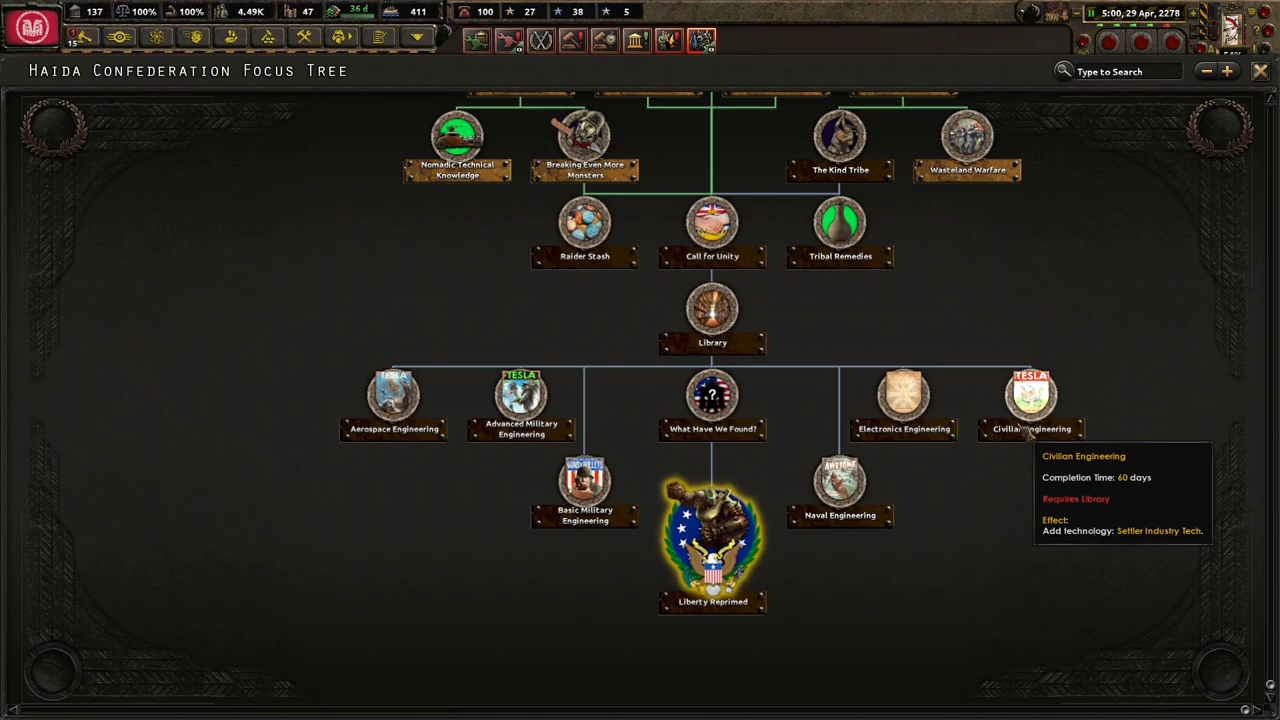 137
100%
100%
4.49K
47
36 d
411
100
27
38
5
5:00, 29 Apr, 2278
15
Haida Confederation Focus Tree
Type to Search
Nomadic Technical
Knowledge
Breaking Even More
Monsters
The Kind Tribe
Wasteland Warfare
Raider Stash
Call for Unity
Tribal Remedies
Library
TESLA
TESLA
?
TESLA
Aerospace Engineering
Advanced Military
Engineering
What Have We Found?
Electronics Engineering
Civilian Engineering
GUNS & BULLETS
AWESOME
Basic Military
Engineering
Naval Engineering
Liberty Reprimed
Civilian Engineering
Completion Time: 60 days
Requires Library
Effect:
Add technology: Settler Industry Tech.